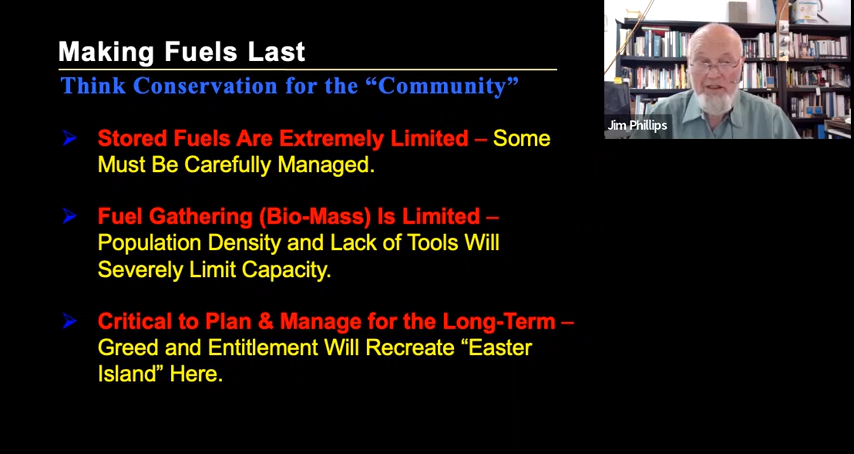 Making Fuels Last
Think Conservation for the “Community”
➢ Stored Fuels Are Extremely Limited – Some
Must Be Carefully Managed.
➢ Fuel Gathering (Bio-Mass) Is Limited –
Population Density and Lack of Tools Will
Severely Limit Capacity.
➢ Critical to Plan & Manage for the Long-Term –
Greed and Entitlement Will Recreate “Easter
Island” Here.
Jim Phillips